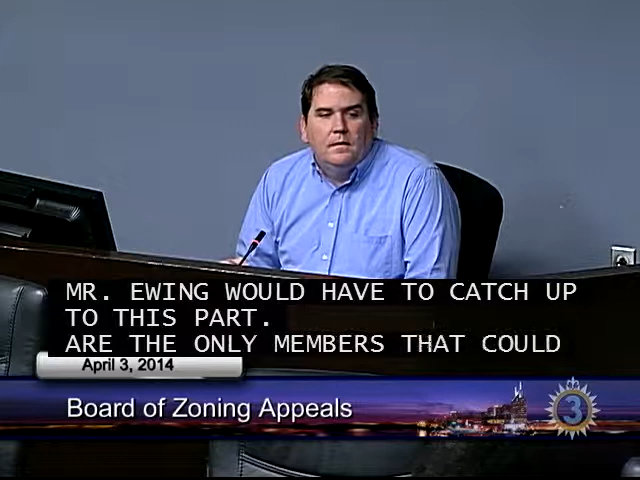 MR. EWING WOULD HAVE TO CATCH UP
TO THIS PART.
ARE THE ONLY MEMBERS THAT COULD
April 3, 2014
Board of Zoning Appeals
3